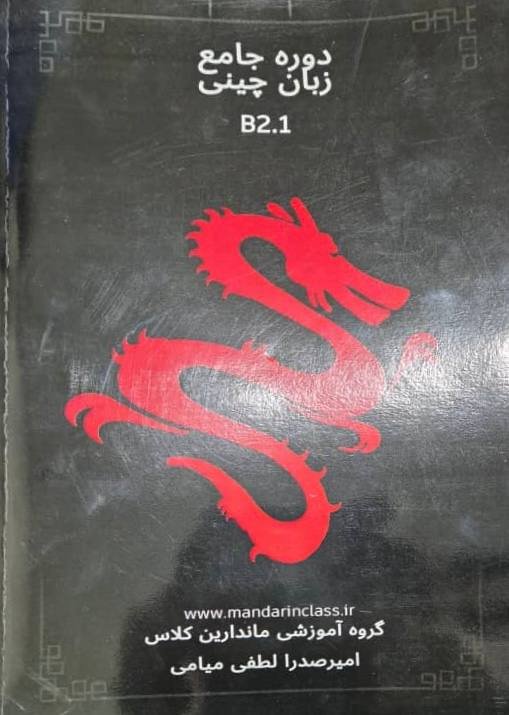 دوره جامع
زبان چینی
B2.1
www.mandarinclass.ir
گروه آموزشی ماندارین کلاس
امیرصدرا لطفی میامی